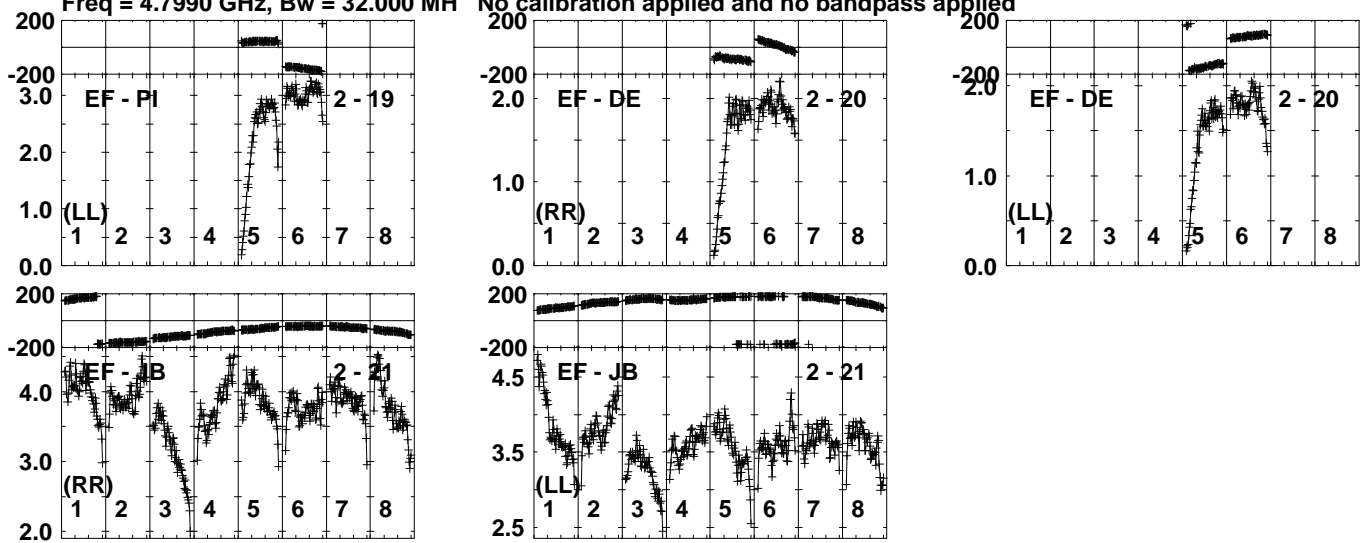 Freq = 4.7990 GHz, Bw = 32.000 MH No calibration applied and no bandpass applied
200
-200
3.0
2.0
1.0
0.0
EF - PI 2 - 19
(LL)
1 2 3 4 5 6 7 8
200
-200
2.0
1.0
0.0
EF - DE 2 - 20
(RR)
1 2 3 4 5 6 7 8
200
-200
2.0
1.0
0.0
EF - DE 2 - 20
(LL)
1 2 3 4 5 6 7 8
200
-200
4.0
3.0
2.0
EF - JB 2 - 21
(RR)
1 2 3 4 5 6 7 8
200
-200
4.5
3.5
2.5
EF - JB 2 - 21
(LL)
1 2 3 4 5 6 7 8